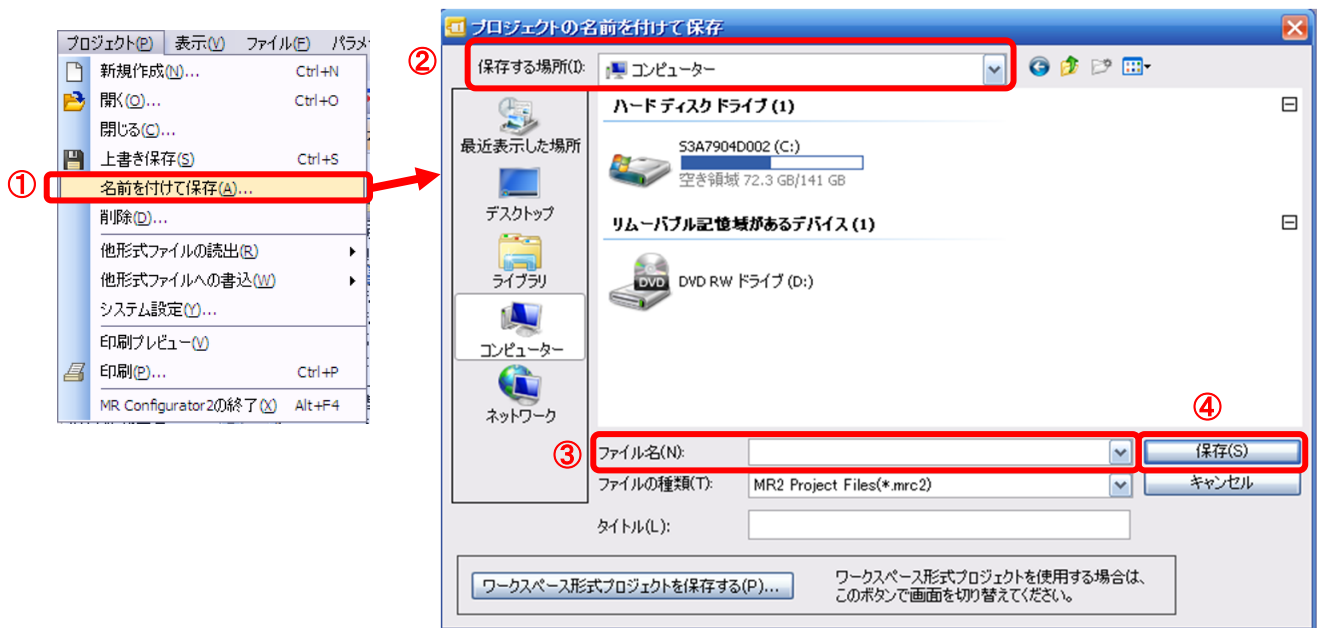 プロジェクト(P) 表示(V) ファイル(F) パラメ
新規作成(N)... Ctrl+N
開く(O)... Ctrl+O
閉じる(C)...
上書き保存(S) Ctrl+S
① 名前を付けて保存(A)...
削除(D)...
他形式ファイルの読出(R)
他形式ファイルへの書込(W)
システム設定(Y)...
印刷プレビュー(V)
印刷(P)... Ctrl+P
MR Configurator2の終了(X) Alt+F4
プロジェクトの名前を付けて保存
② 保存する場所(I): コンピューター
最近表示した場所
デスクトップ
ライブラリ
コンピューター
ネットワーク
ハード ディスク ドライブ (1)
S3A7904D002 (C:)
空き領域 72.3 GB/141 GB
リムーバブル記憶域があるデバイス (1)
DVD
DVD RW ドライブ (D:)
④
③ ファイル名(N): 保存(S)
ファイルの種類(T): MR2 Project Files(*.mrc2) キャンセル
タイトル(L):
ワークスペース形式プロジェクトを保存する(P)...
ワークスペース形式プロジェクトを使用する場合は、
このボタンで画面を切り替えてください。